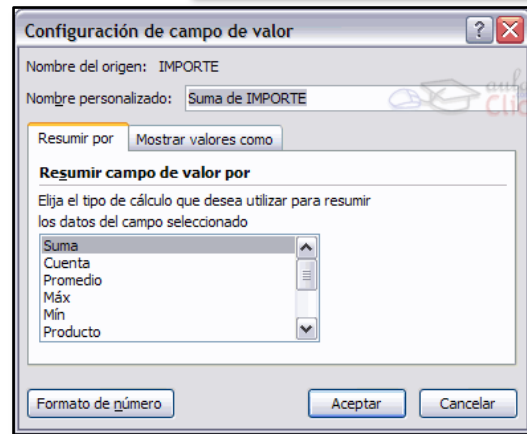 Configuración de campo de valor
Nombre del origen: IMPORTE
Nombre personalizado: Suma de IMPORTE
aula
Clic
Resumir por Mostrar valores como
Resumir campo de valor por
Elija el tipo de cálculo que desea utilizar para resumir
los datos del campo seleccionado
Suma
Cuenta
Promedio
Máx
Mín
Producto
Formato de número Aceptar Cancelar